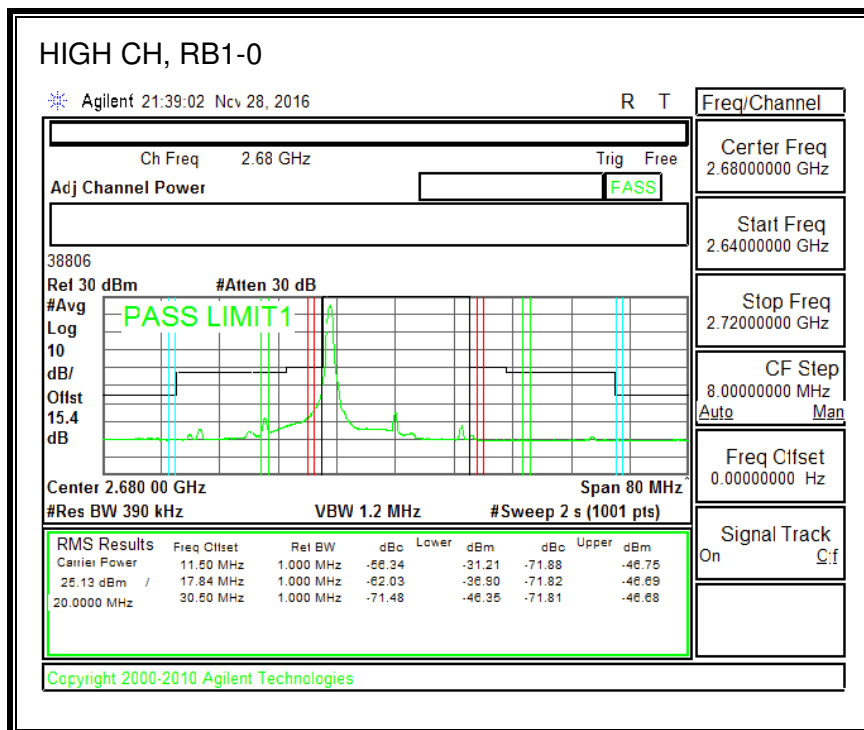 HIGH CH, RB1-0
Agilent 21:39:02 Nov 28, 2016 R T
Freq/Channel
Ch Freq 2.68 GHz Trig Free
Adj Channel Power PASS
Center Freq
2.68000000 GHz
Start Freq
2.64000000 GHz
Stop Freq
2.72000000 GHz
CF Step
8.00000000 MHz
Auto Man
Freq Offset
0.00000000 Hz
Signal Track
On Off
38806
Ref 30 dBm #Atten 30 dB
#Avg
Log
10
dB/
Offst
15.4
dB
PASS LIMIT1
Center 2.680 00 GHz Span 80 MHz
#Res BW 390 kHz VBW 1.2 MHz #Sweep 2 s (1001 pts)
RMS Results Freq Offset Ref BW dBc Lower dBm dBc Upper dBm
Carrier Power 11.50 MHz 1.000 MHz -56.34 -31.21 -71.88 -46.75
25.13 dBm / 17.84 MHz 1.000 MHz -62.03 -36.90 -71.82 -46.69
20.0000 MHz 30.50 MHz 1.000 MHz -71.48 -46.35 -71.81 -46.68
Copyright 2000-2010 Agilent Technologies